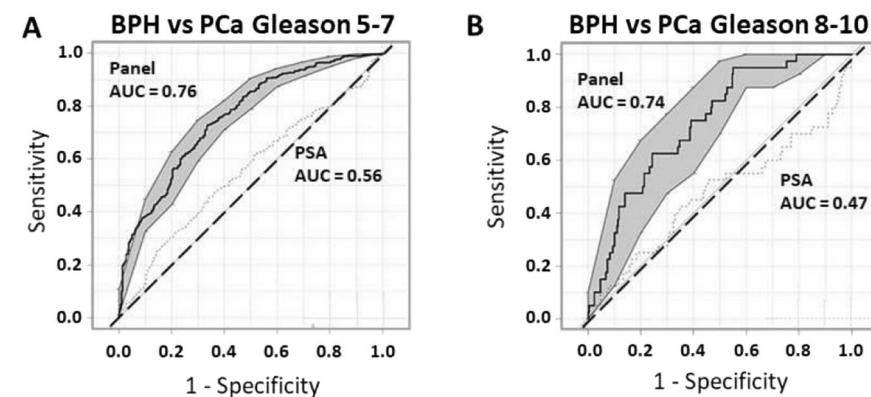 A
BPH vs PCa Gleason 5-7
Panel
AUC = 0.76
PSA
AUC = 0.56
Sensitivity
1.0
0.8
0.6
0.4
0.2
0.0
0.0 0.2 0.4 0.6 0.8 1.0
1 - Specificity
B
BPH vs PCa Gleason 8-10
Panel
AUC = 0.74
PSA
AUC = 0.47
Sensitivity
1.0
0.8
0.6
0.4
0.2
0.0
0.0 0.2 0.4 0.6 0.8 1.0
1 - Specificity